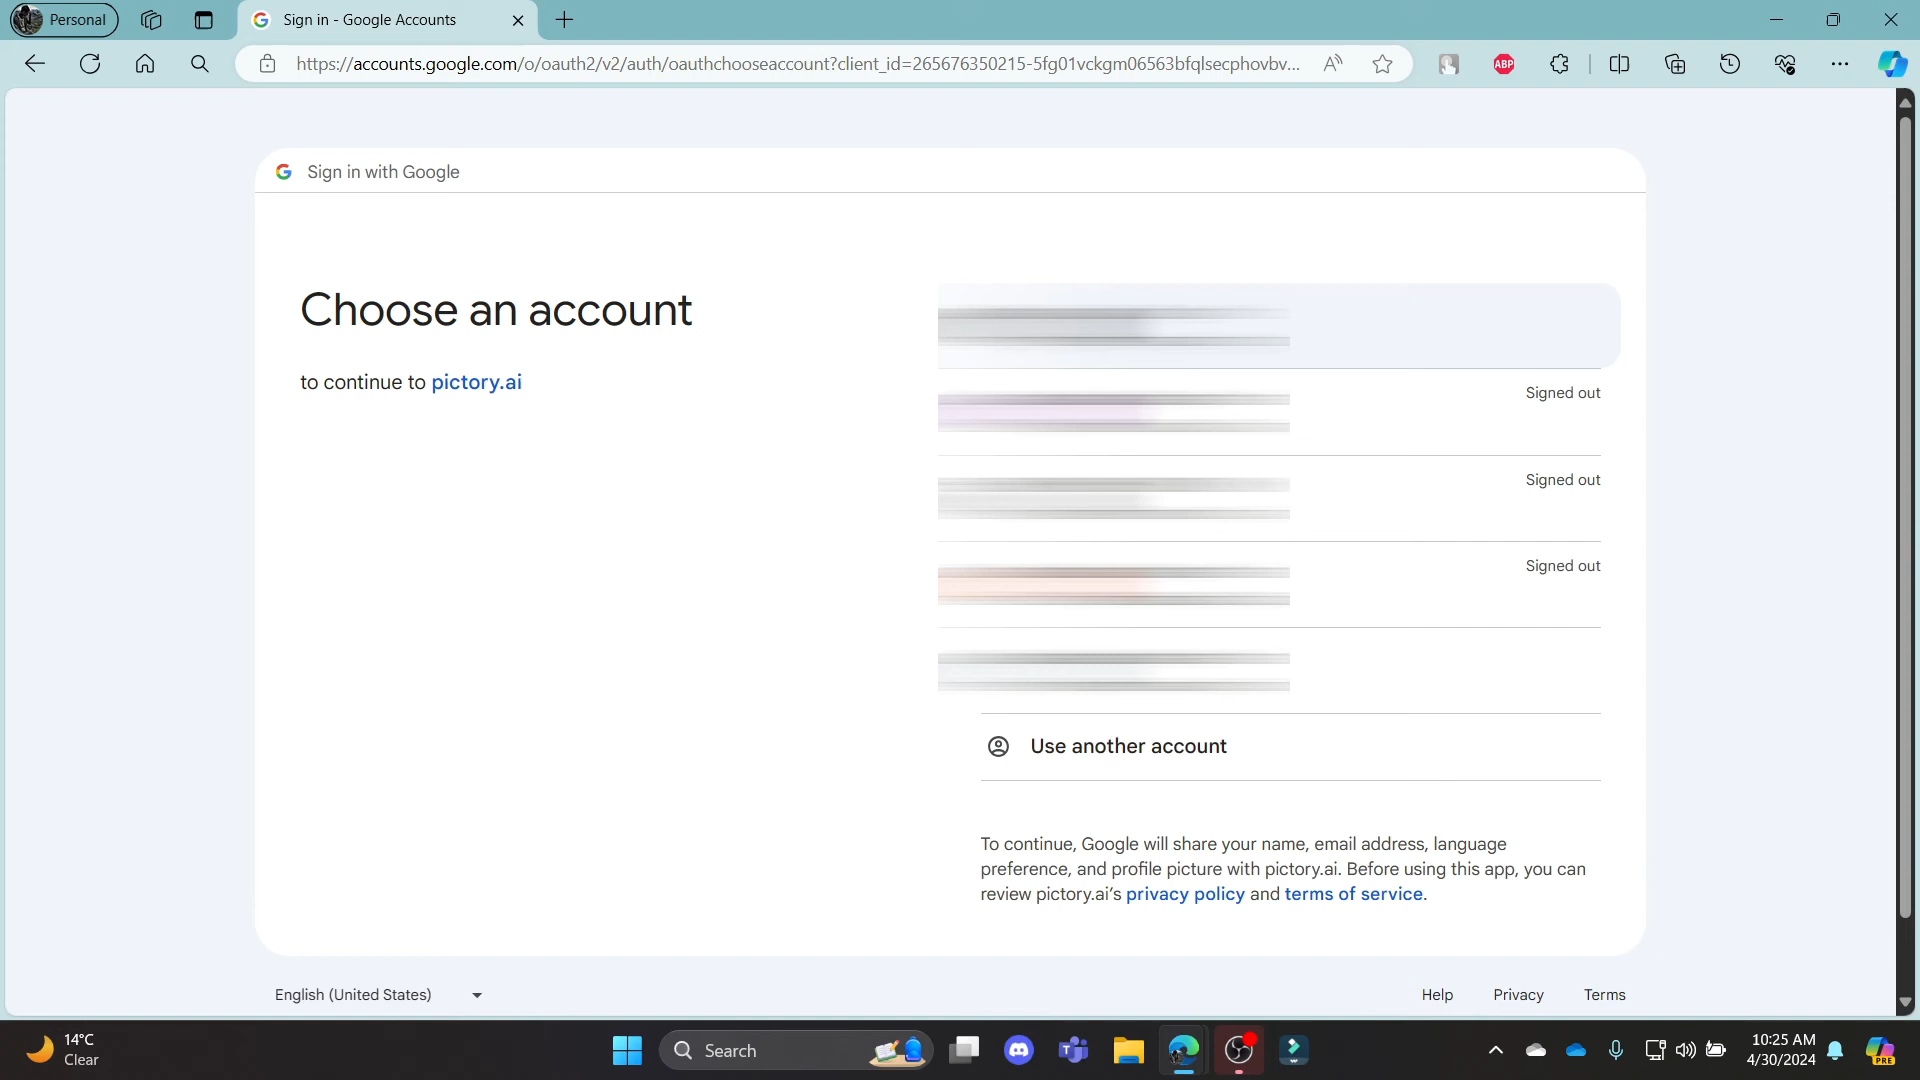 Personal
Sign in - Google Accounts
https://accounts.google.com/o/oauth2/v2/auth/oauthchooseaccount?client_id=265676350215-5fg01vckgm06563bfqlsecphovbv...
ABP
Sign in with Google
Choose an account
to continue to pictory.ai
Signed out
Signed out
Signed out
Use another account
To continue, Google will share your name, email address, language
preference, and profile picture with pictory.ai. Before using this app, you can
review pictory.ai's privacy policy and terms of service.
English (United States)
Help Privacy Terms
14°C
Clear
Search
10:25 AM
4/30/2024
PRE